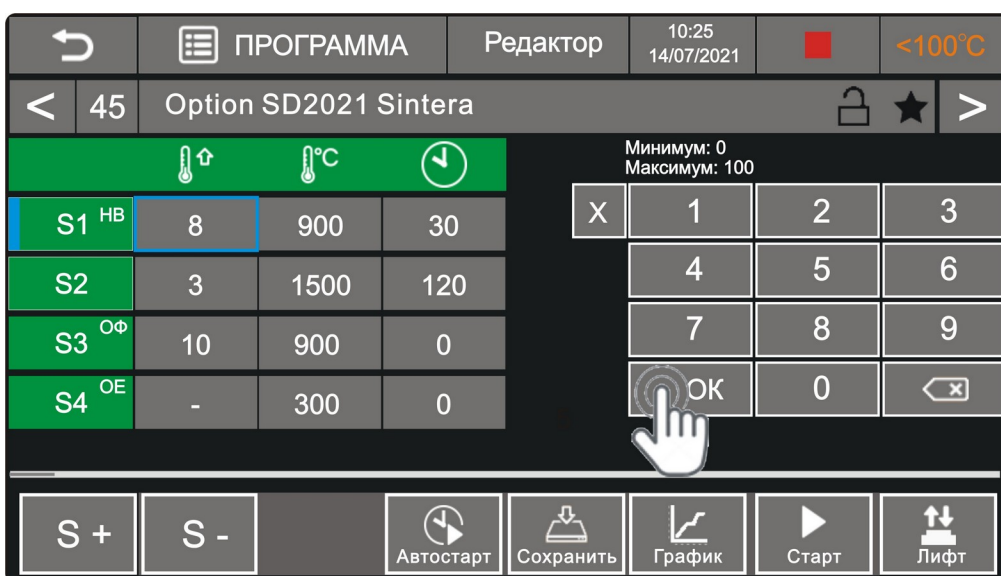 ПРОГРАММА Редактор 10:25 <100°C
14/07/2021
< 45 Option SD2021 Sintera >
°C
Минимум: 0
Максимум: 100
S1 НВ 8 900 30
X 1 2 3
S2 3 1500 120
4 5 6
S3 ОФ 10 900 0
7 8 9
S4 ОЕ - 300 0
ОК 0
S + S - Автостарт Сохранить График Старт Лифт